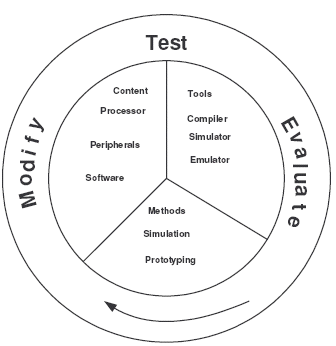 Test
Modify
Evaluate
Content
Processor
Peripherals
Software
Tools
Compiler
Simulator
Emulator
Methods
Simulation
Prototyping